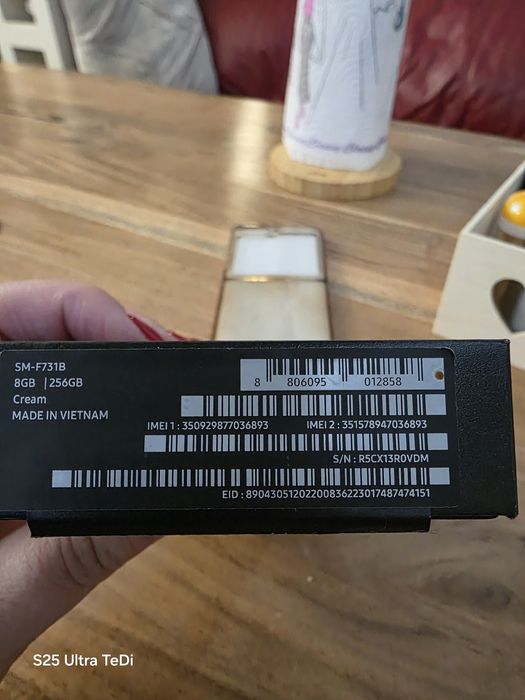 SM-F731B
8GB | 256GB
Cream
MADE IN VIETNAM
8 806095 012858
IMEI 1 : 350929877036893 IMEI 2 : 351578947036893
S/N : R5CX13R0VDM
EID : 89043051202200836223017487474151
S25 Ultra TeDi